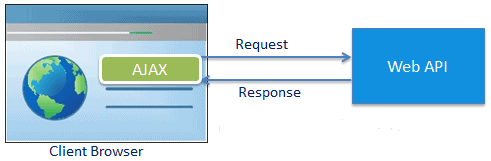 Request
AJAX
Web API
Response
Client Browser